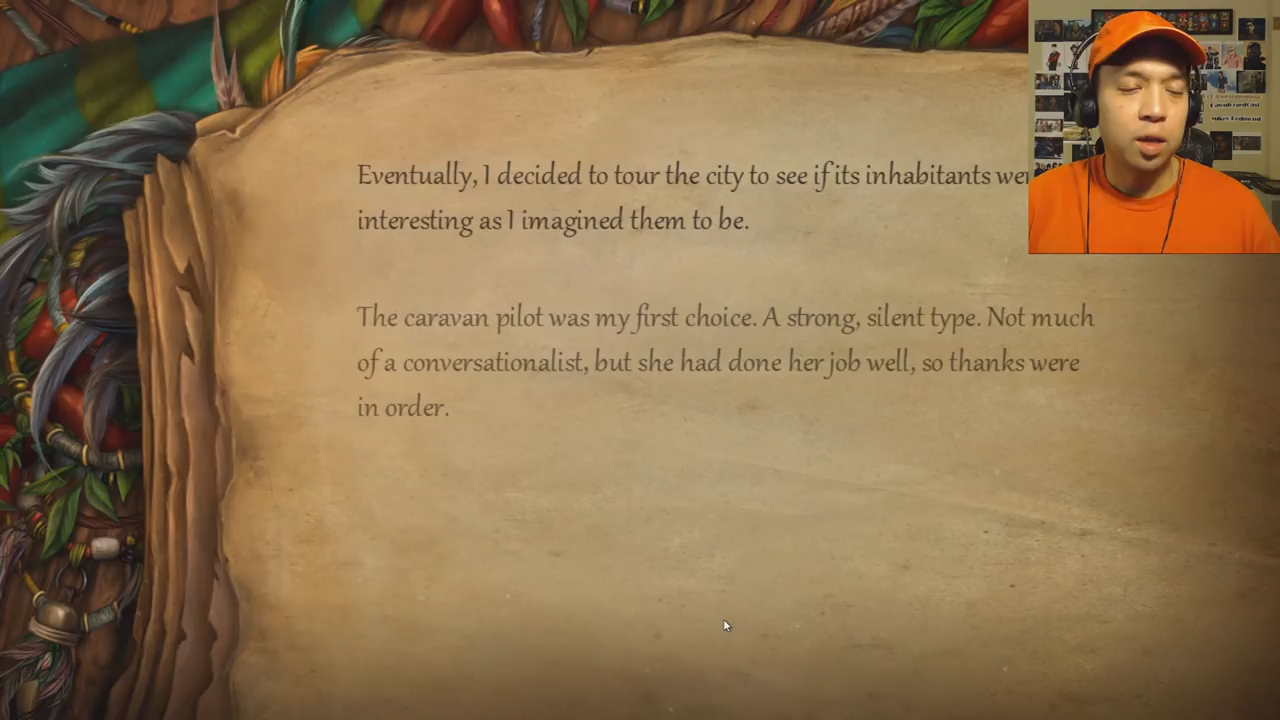 Eventually, I decided to tour the city to see if its inhabitants
interesting as I imagined them to be.
The caravan pilot was my first choice. A strong, silent type. Not much
of a conversationalist, but she had done her job well, so thanks were
in order.